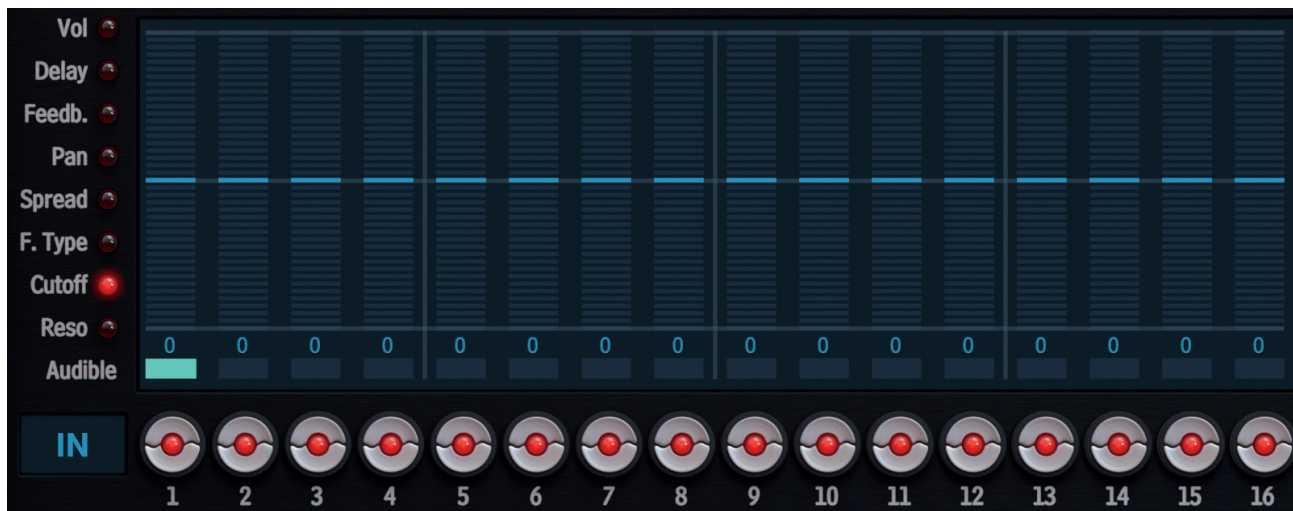 Vol
Delay
Feedb.
Pan
Spread
F. Type
Cutoff
Reso
0 0 0 0 0 0 0 0 0 0 0 0 0 0 0 0
Audible
IN
1 2 3 4 5 6 7 8 9 10 11 12 13 14 15 16